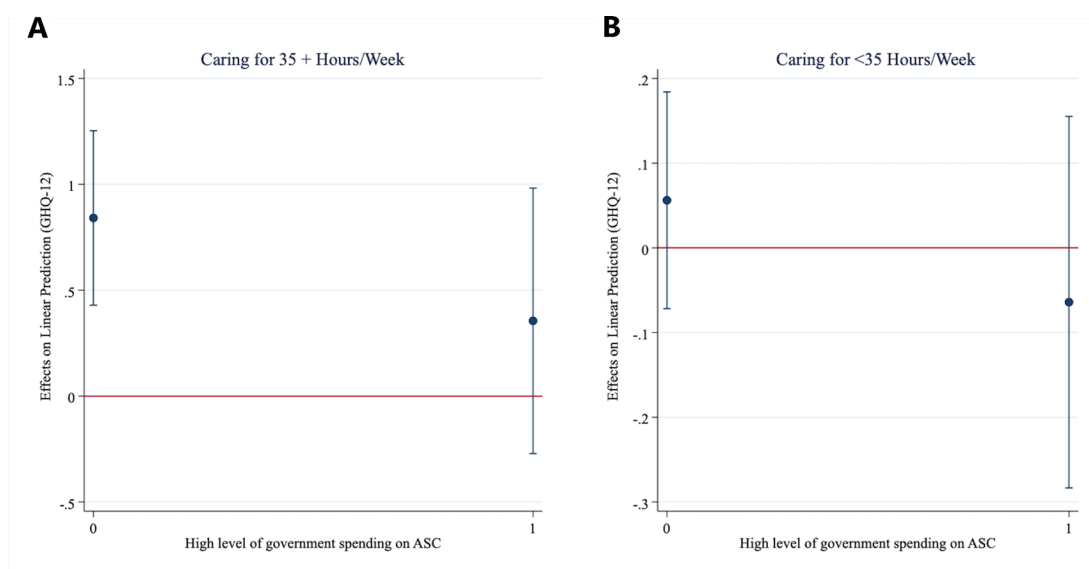 A
Caring for 35 + Hours/Week
Effects on Linear Prediction (GHQ-12)
1.5
1
.5
0
-.5
0
1
High level of government spending on ASC
B
Caring for <35 Hours/Week
Effects on Linear Prediction (GHQ-12)
.2
.1
0
-.1
-.2
-.3
0
1
High level of government spending on ASC